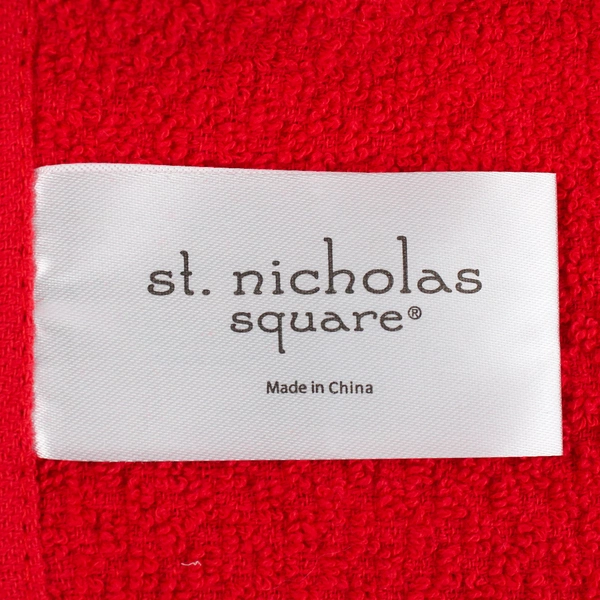 st. nicholas
square®
Made in China